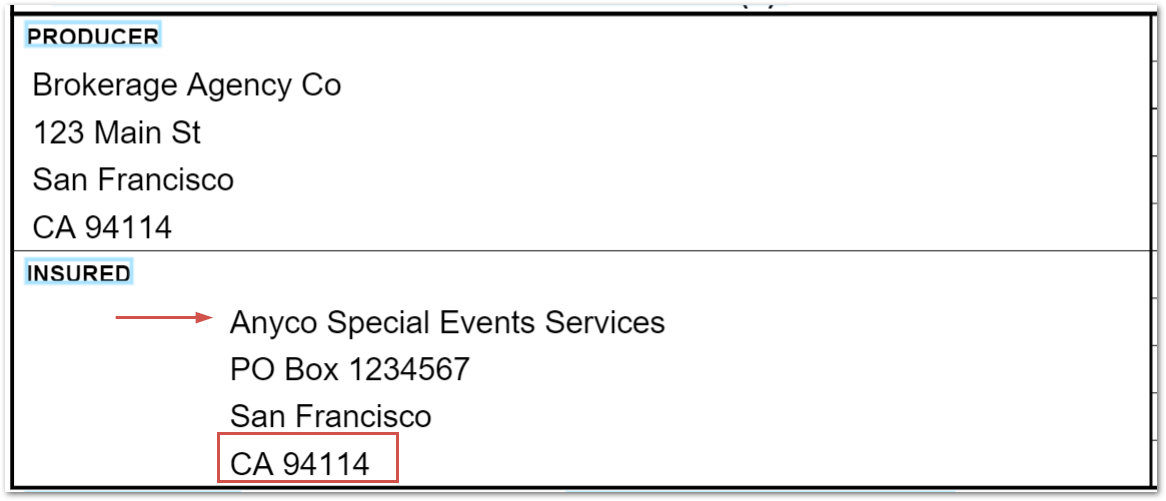 PRODUCER
Brokerage Agency Co
123 Main St
San Francisco
CA 94114
INSURED
Anyco Special Events Services
PO Box 1234567
San Francisco
CA 94114